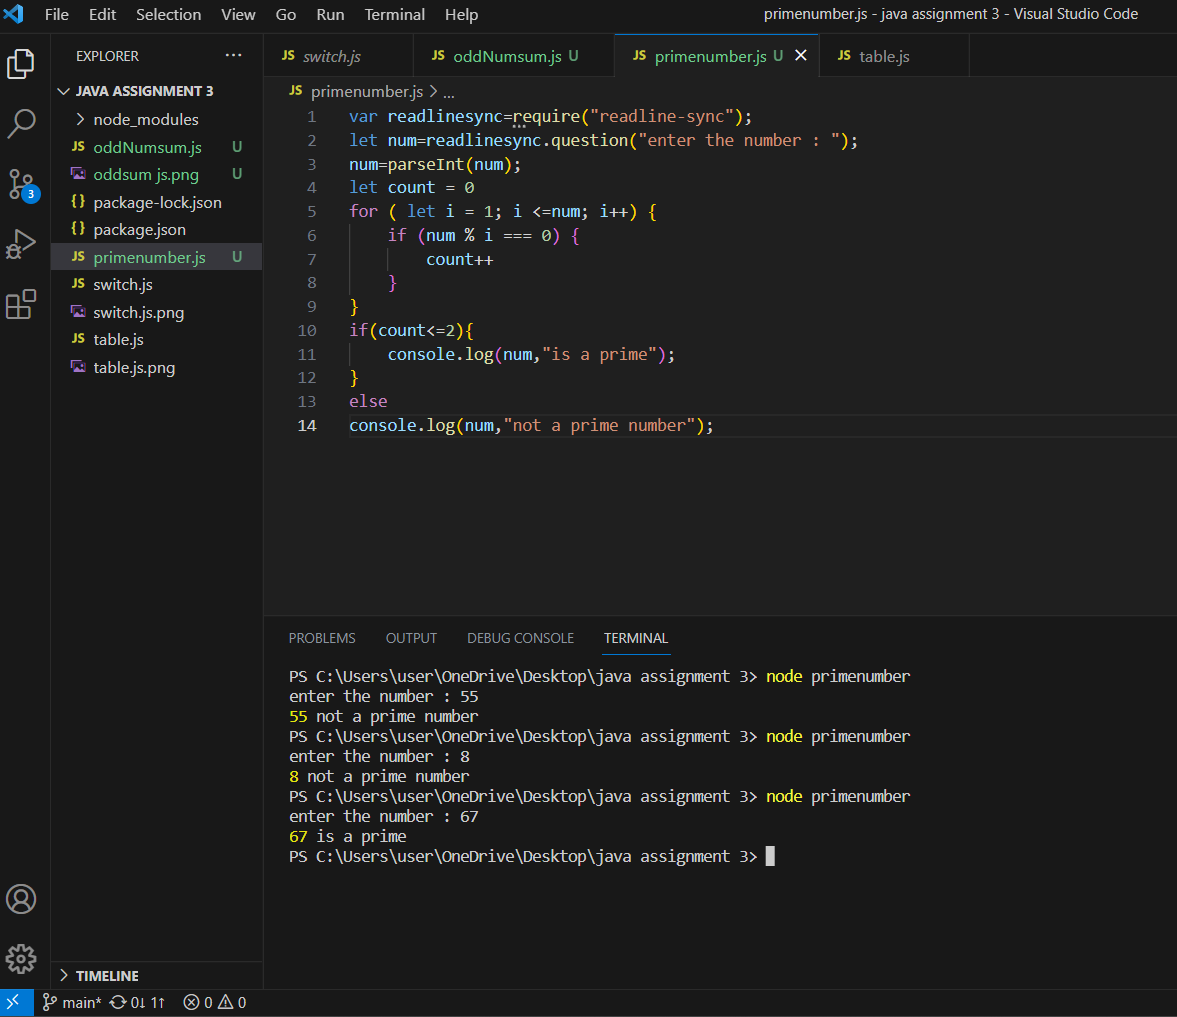 File Edit Selection View Go Run Terminal Help primenumber.js - java assignment 3 - Visual Studio Code
EXPLORER ...
JAVA ASSIGNMENT 3
node_modules
JS oddNumsum.js U
oddsum js.png U
{} package-lock.json
{} package.json
JS primenumber.js U
JS switch.js
switch.js.png
JS table.js
table.js.png
3
TIMELINE
JS switch.js JS oddNumsum.js U JS primenumber.js U JS table.js
JS primenumber.js > ...
1 var readlinesync=require("readline-sync");
2 let num=readlinesync.question("enter the number : ");
3 num=parseInt(num);
4 let count = 0
5 for ( let i = 1; i <=num; i++) {
6 if (num % i === 0) {
7 count++
8 }
9 }
10 if(count<=2){
11 console.log(num,"is a prime");
12 }
13 else
14 console.log(num,"not a prime number");
PROBLEMS OUTPUT DEBUG CONSOLE TERMINAL
PS C:\Users\user\OneDrive\Desktop\java assignment 3> node primenumber
enter the number : 55
55 not a prime number
PS C:\Users\user\OneDrive\Desktop\java assignment 3> node primenumber
enter the number : 8
8 not a prime number
PS C:\Users\user\OneDrive\Desktop\java assignment 3> node primenumber
enter the number : 67
67 is a prime
PS C:\Users\user\OneDrive\Desktop\java assignment 3>
main* 0↓ 1↑ 0 0